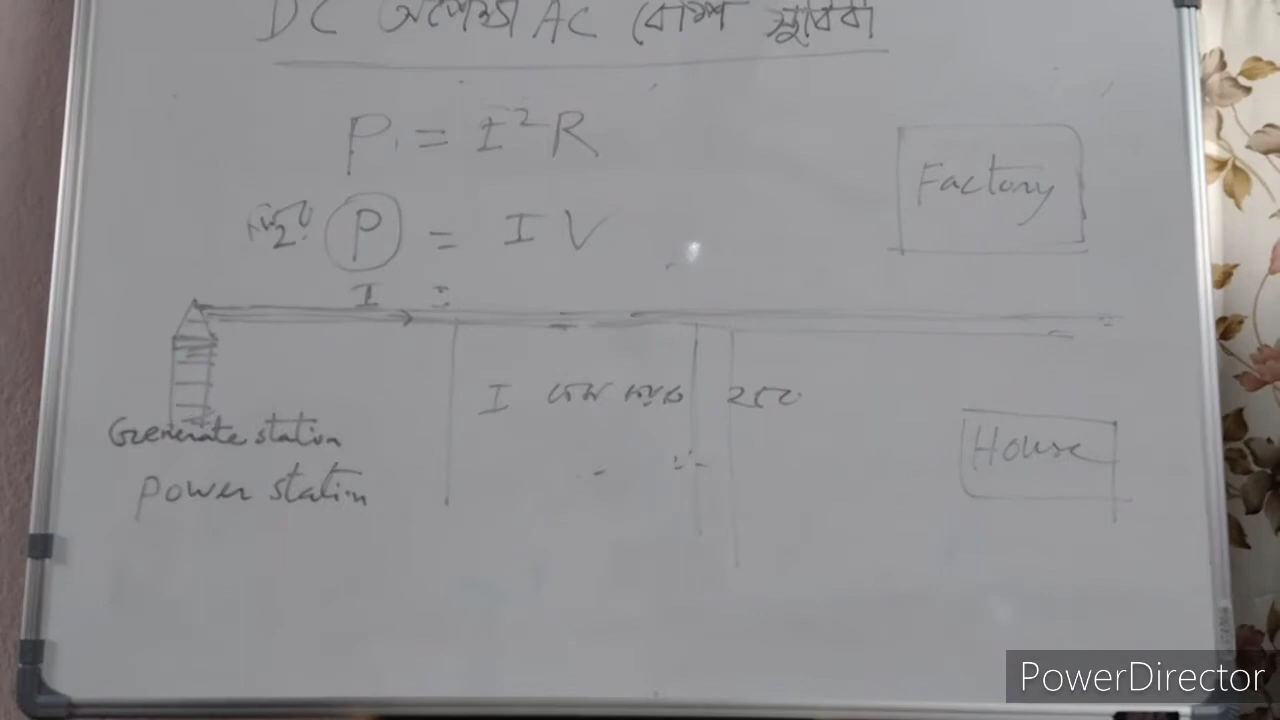 DC অপেক্ষা AC বেশি সুবিধা
P = I²R
P = IV
I =
Factory
I কম হবে
Generate station
House
power station
PowerDirector